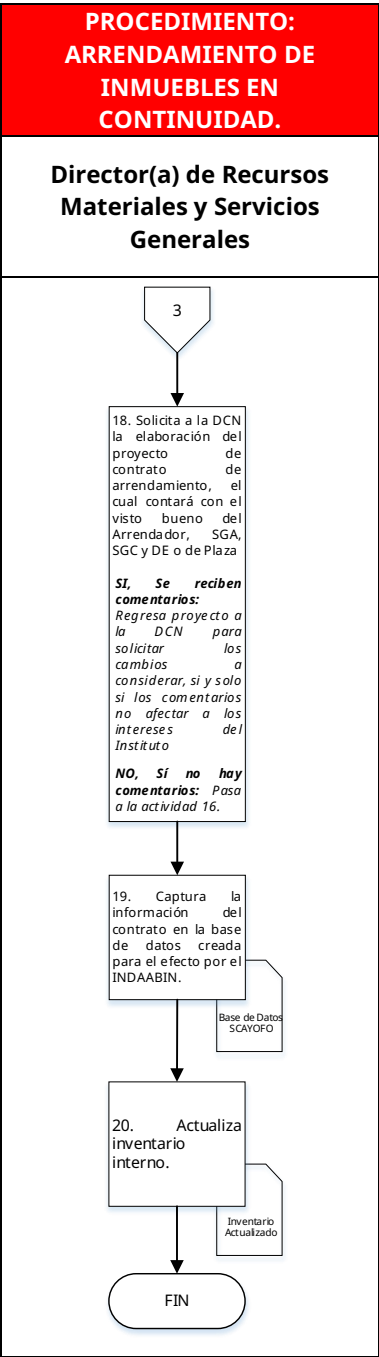 PROCEDIMIENTO:
ARRENDAMIENTO DE
INMUEBLES EN
CONTINUIDAD.
Director(a) de Recursos
Materiales y Servicios
Generales
3
18. Solicita a la DCN
la elaboración del
proyecto de
contrato de
arrendamiento, el
cual contará con el
visto bueno del
Arrendador, SGA,
SGC y DE o de Plaza
SI, Se reciben
comentarios:
Regresa proyecto a
la DCN para
solicitar los
cambios a
considerar, si y solo
si los comentarios
no afectar a los
intereses del
Instituto
NO, Sí no hay
comentarios: Pasa
a la actividad 16.
19. Captura la
información del
contrato en la base
de datos creada
para el efecto por el
INDAABIN.
Base de Datos
SCAYOFO
20. Actualiza
inventario
interno.
Inventario
Actualizado
FIN